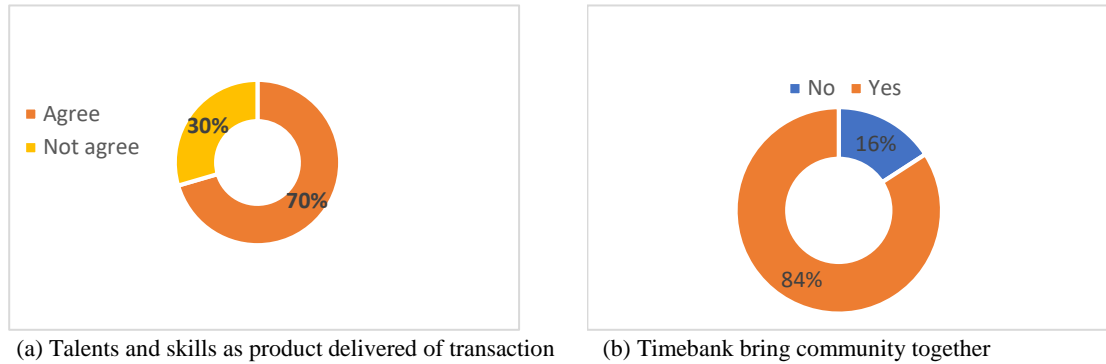 Agree
Not agree
30%
70%
No Yes
16%
84%
(a) Talents and skills as product delivered of transaction
(b) Timebank bring community together